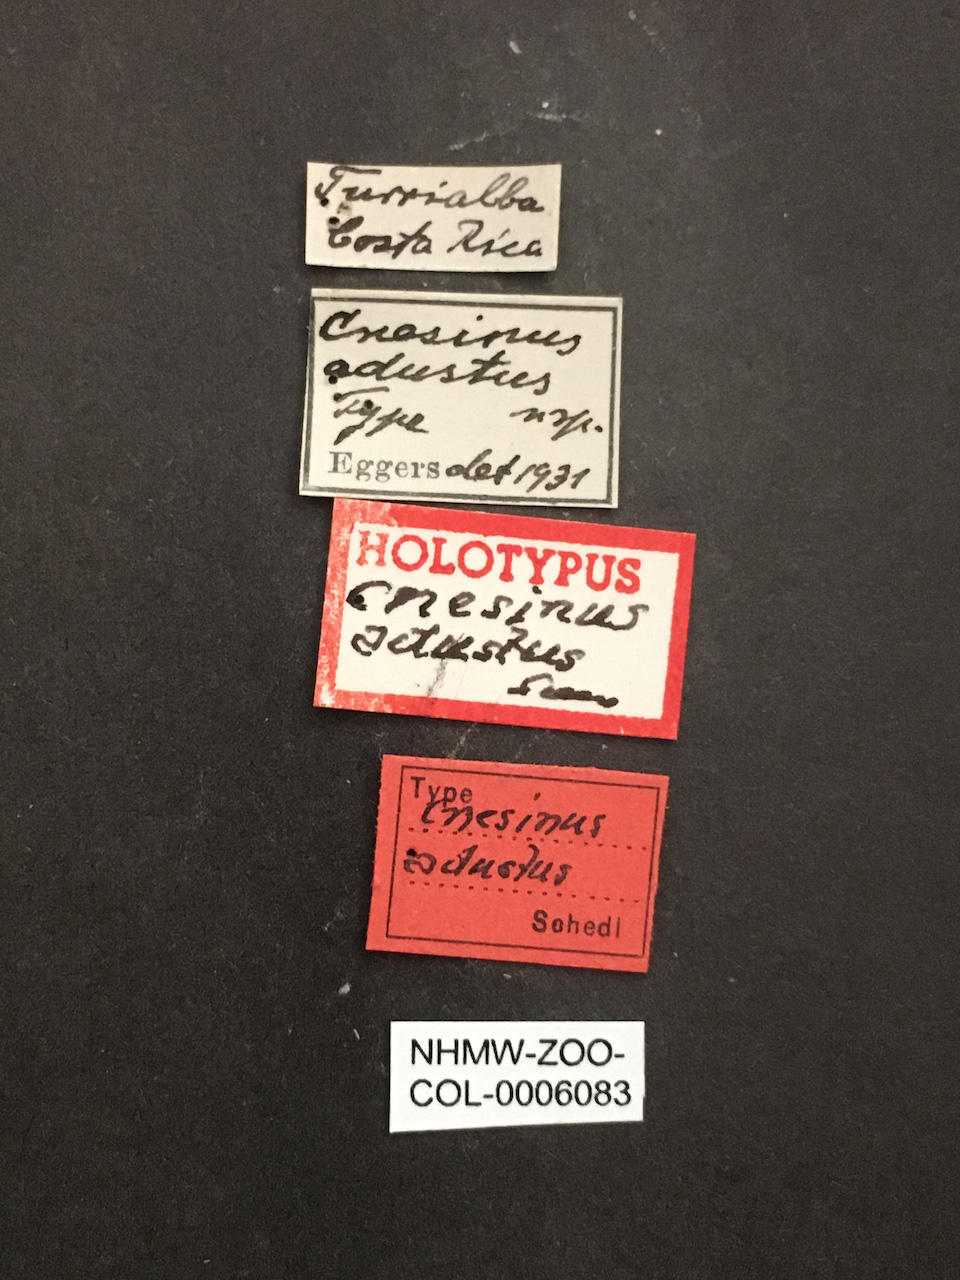 Turrialba
Costa Rica
Cnesinus
adustus
Type n.sp.
Eggers det 1931
HOLOTYPUS
Cnesinus
adustus
Type
Cnesinus
adustus
Schedl
NHMW-ZOO-
COL-0006083